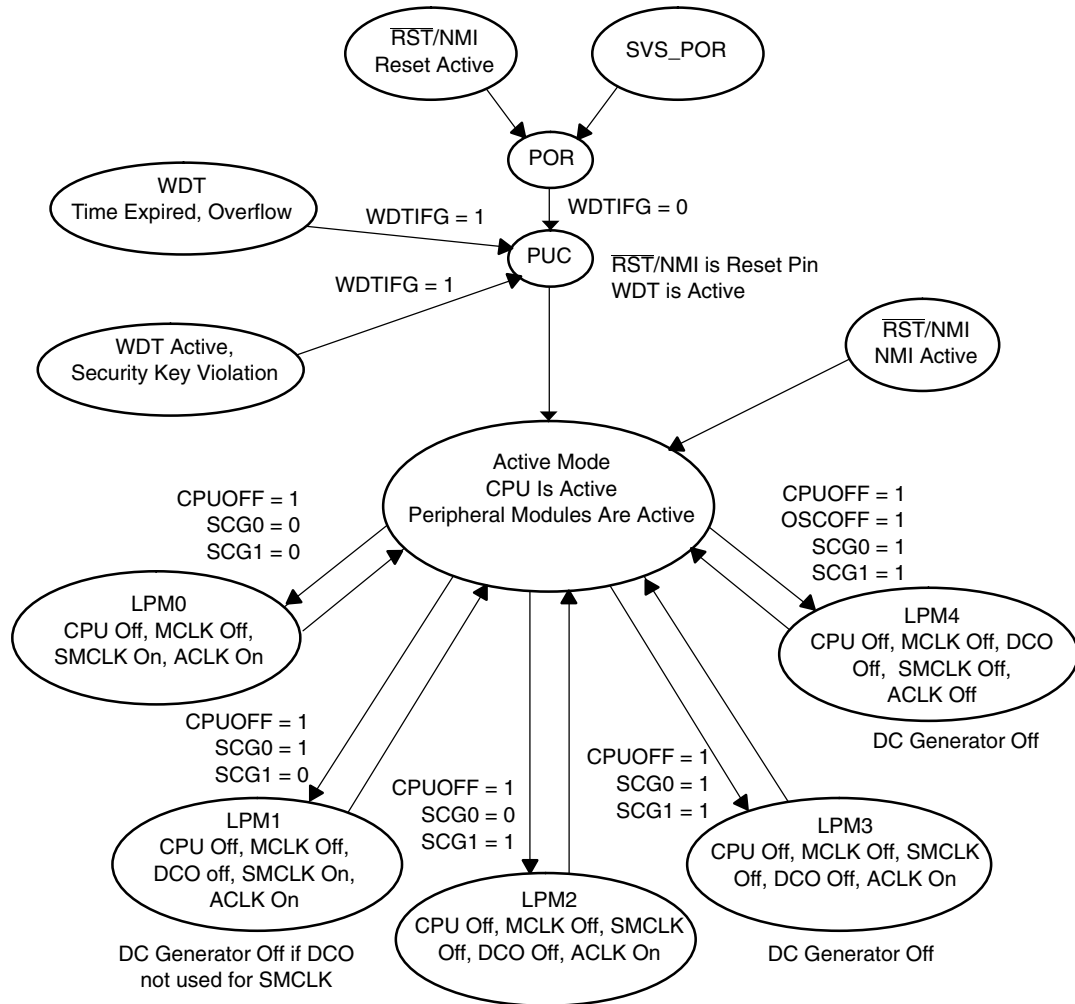 R̅S̅T̅/NMI
Reset Active
SVS_POR
POR
WDT
Time Expired, Overflow
WDTIFG = 1
WDTIFG = 0
PUC
R̅S̅T̅/NMI is Reset Pin
WDT is Active
WDTIFG = 1
WDT Active,
Security Key Violation
R̅S̅T̅/NMI
NMI Active
Active Mode
CPU Is Active
Peripheral Modules Are Active
CPUOFF = 1
SCG0 = 0
SCG1 = 0
CPUOFF = 1
OSCOFF = 1
SCG0 = 1
SCG1 = 1
LPM0
CPU Off, MCLK Off,
SMCLK On, ACLK On
LPM4
CPU Off, MCLK Off, DCO
Off, SMCLK Off,
ACLK Off
DC Generator Off
CPUOFF = 1
SCG0 = 1
SCG1 = 0
CPUOFF = 1
SCG0 = 0
SCG1 = 1
CPUOFF = 1
SCG0 = 1
SCG1 = 1
LPM1
CPU Off, MCLK Off,
DCO off, SMCLK On,
ACLK On
DC Generator Off if DCO
not used for SMCLK
LPM2
CPU Off, MCLK Off, SMCLK
Off, DCO Off, ACLK On
LPM3
CPU Off, MCLK Off, SMCLK
Off, DCO Off, ACLK On
DC Generator Off